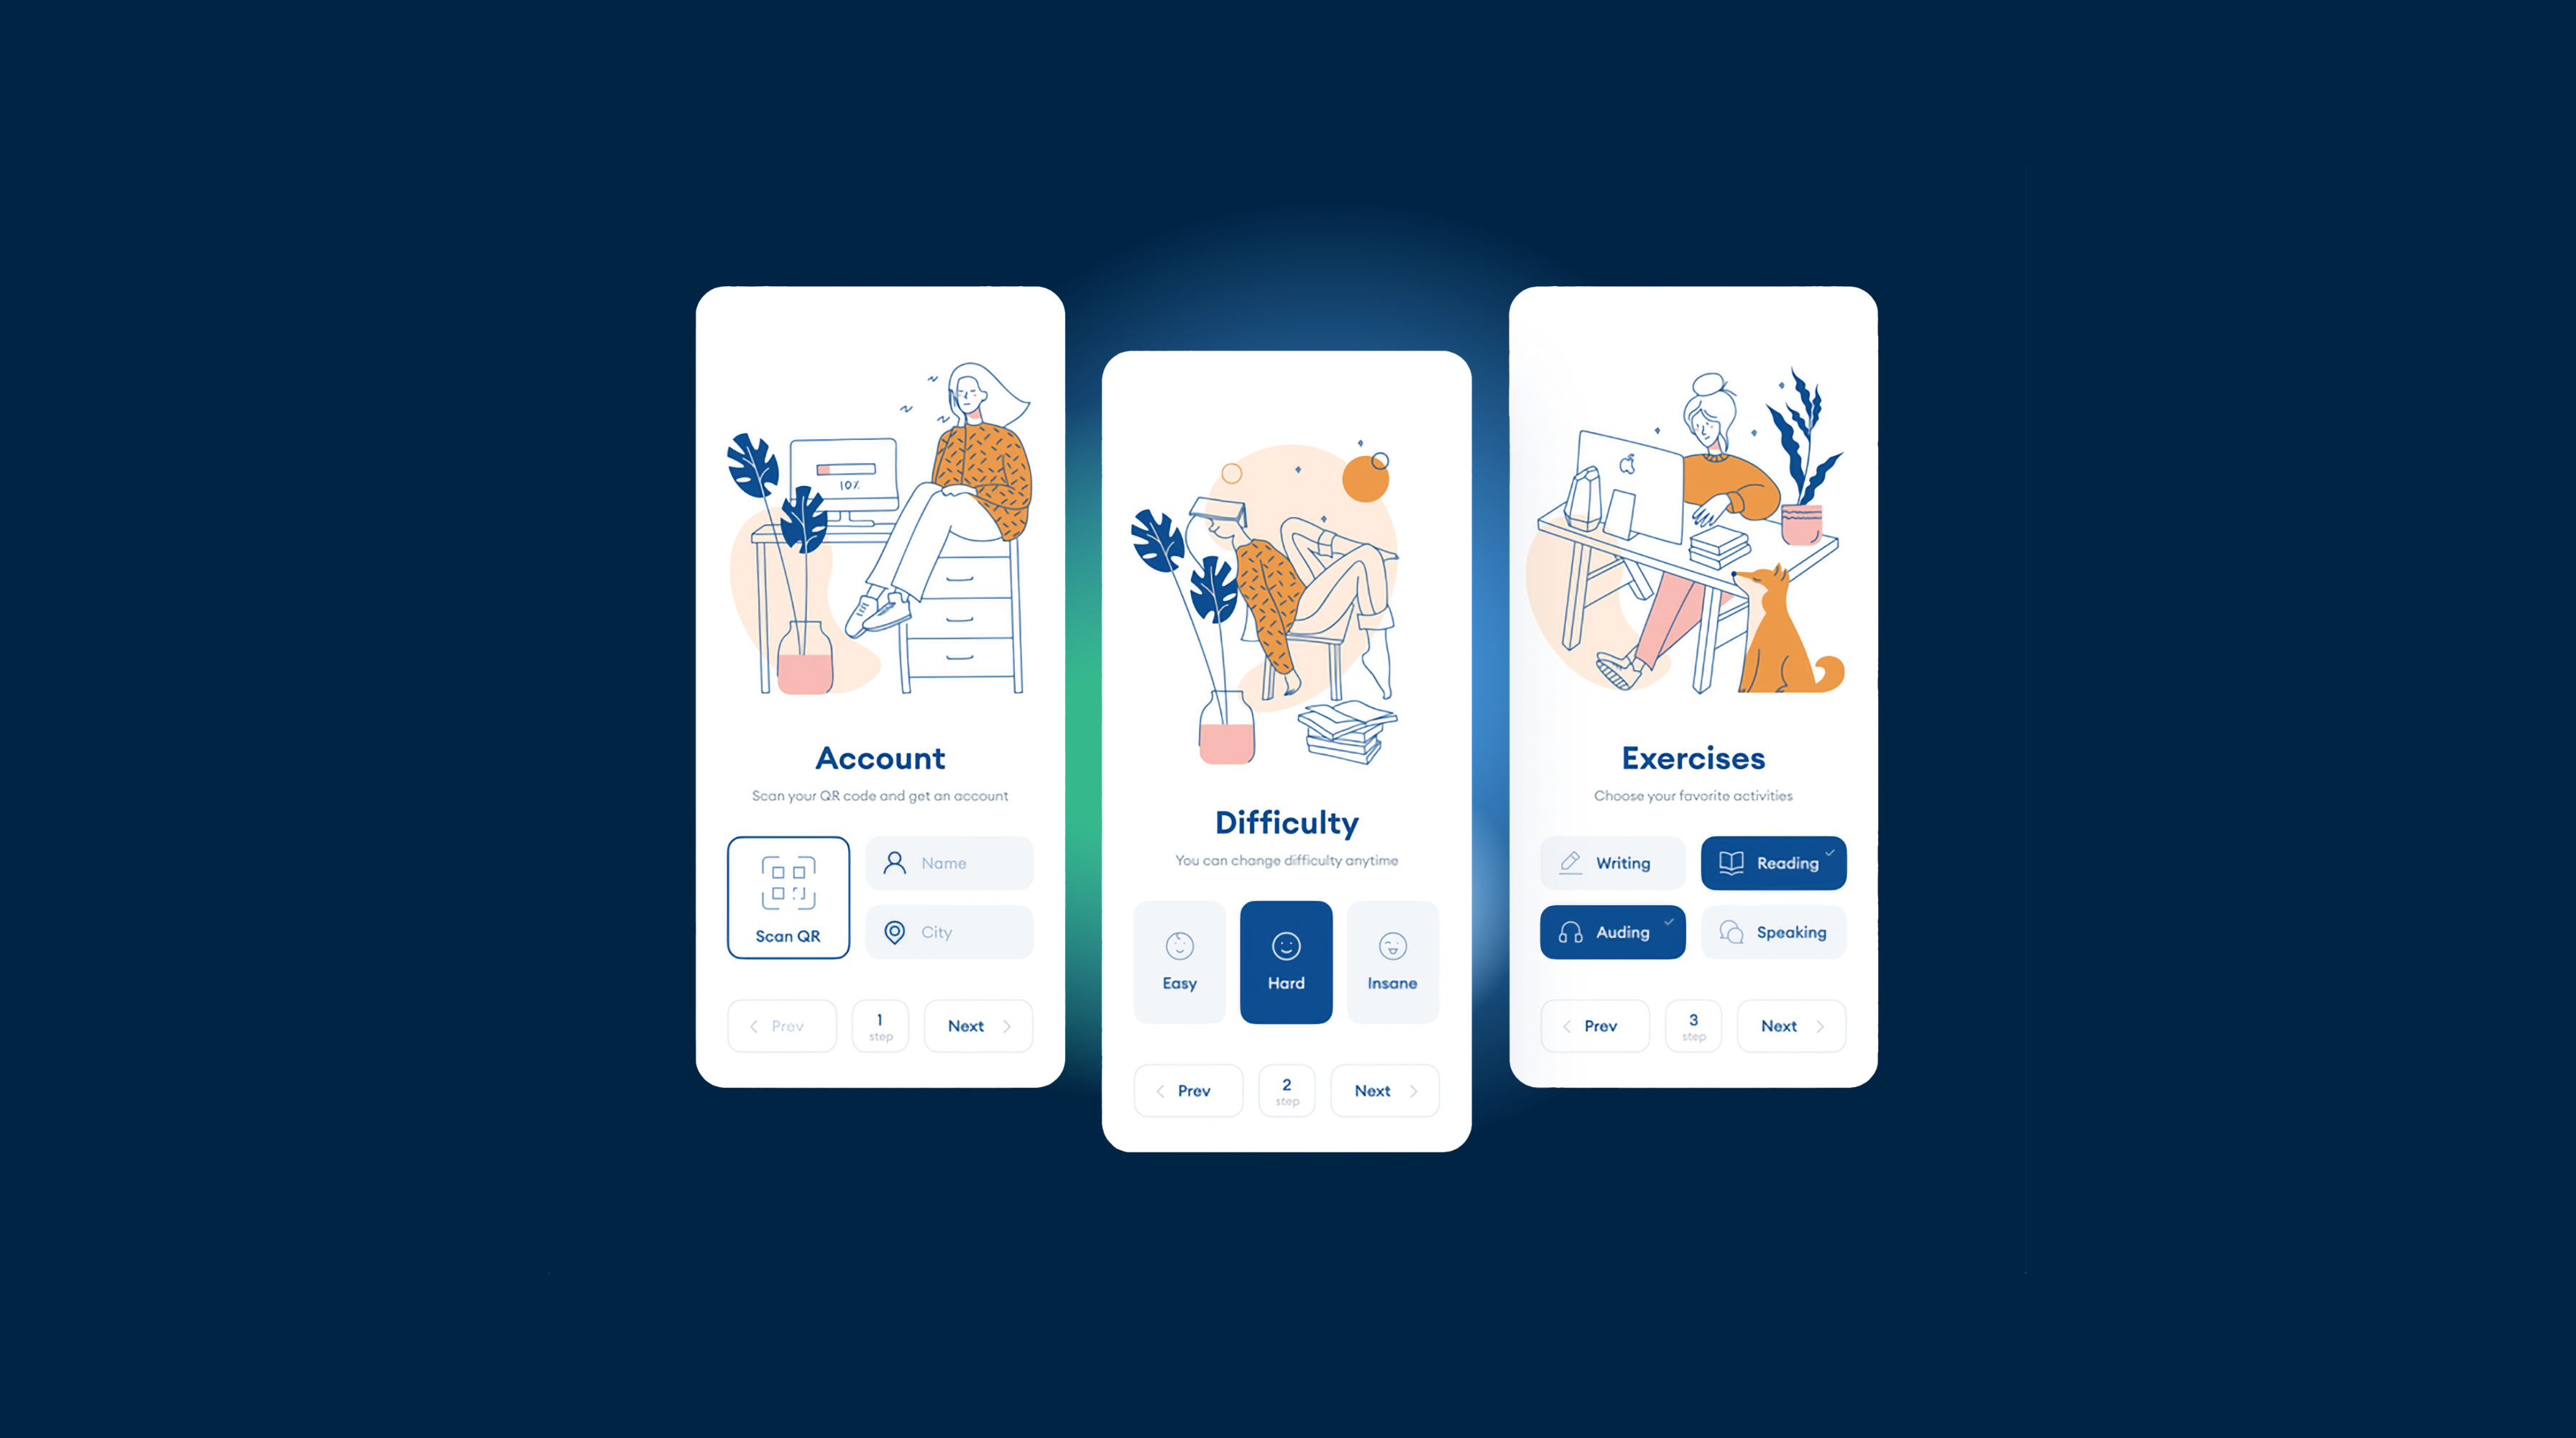 10%
Account
Scan your QR code and get an account
Scan QR
Name
City
Prev
1
step
Next
Difficulty
You can change difficulty anytime
Easy
Hard
Insane
Prev
2
step
Next
Exercises
Choose your favorite activities
Writing
Reading
Auding
Speaking
Prev
3
step
Next